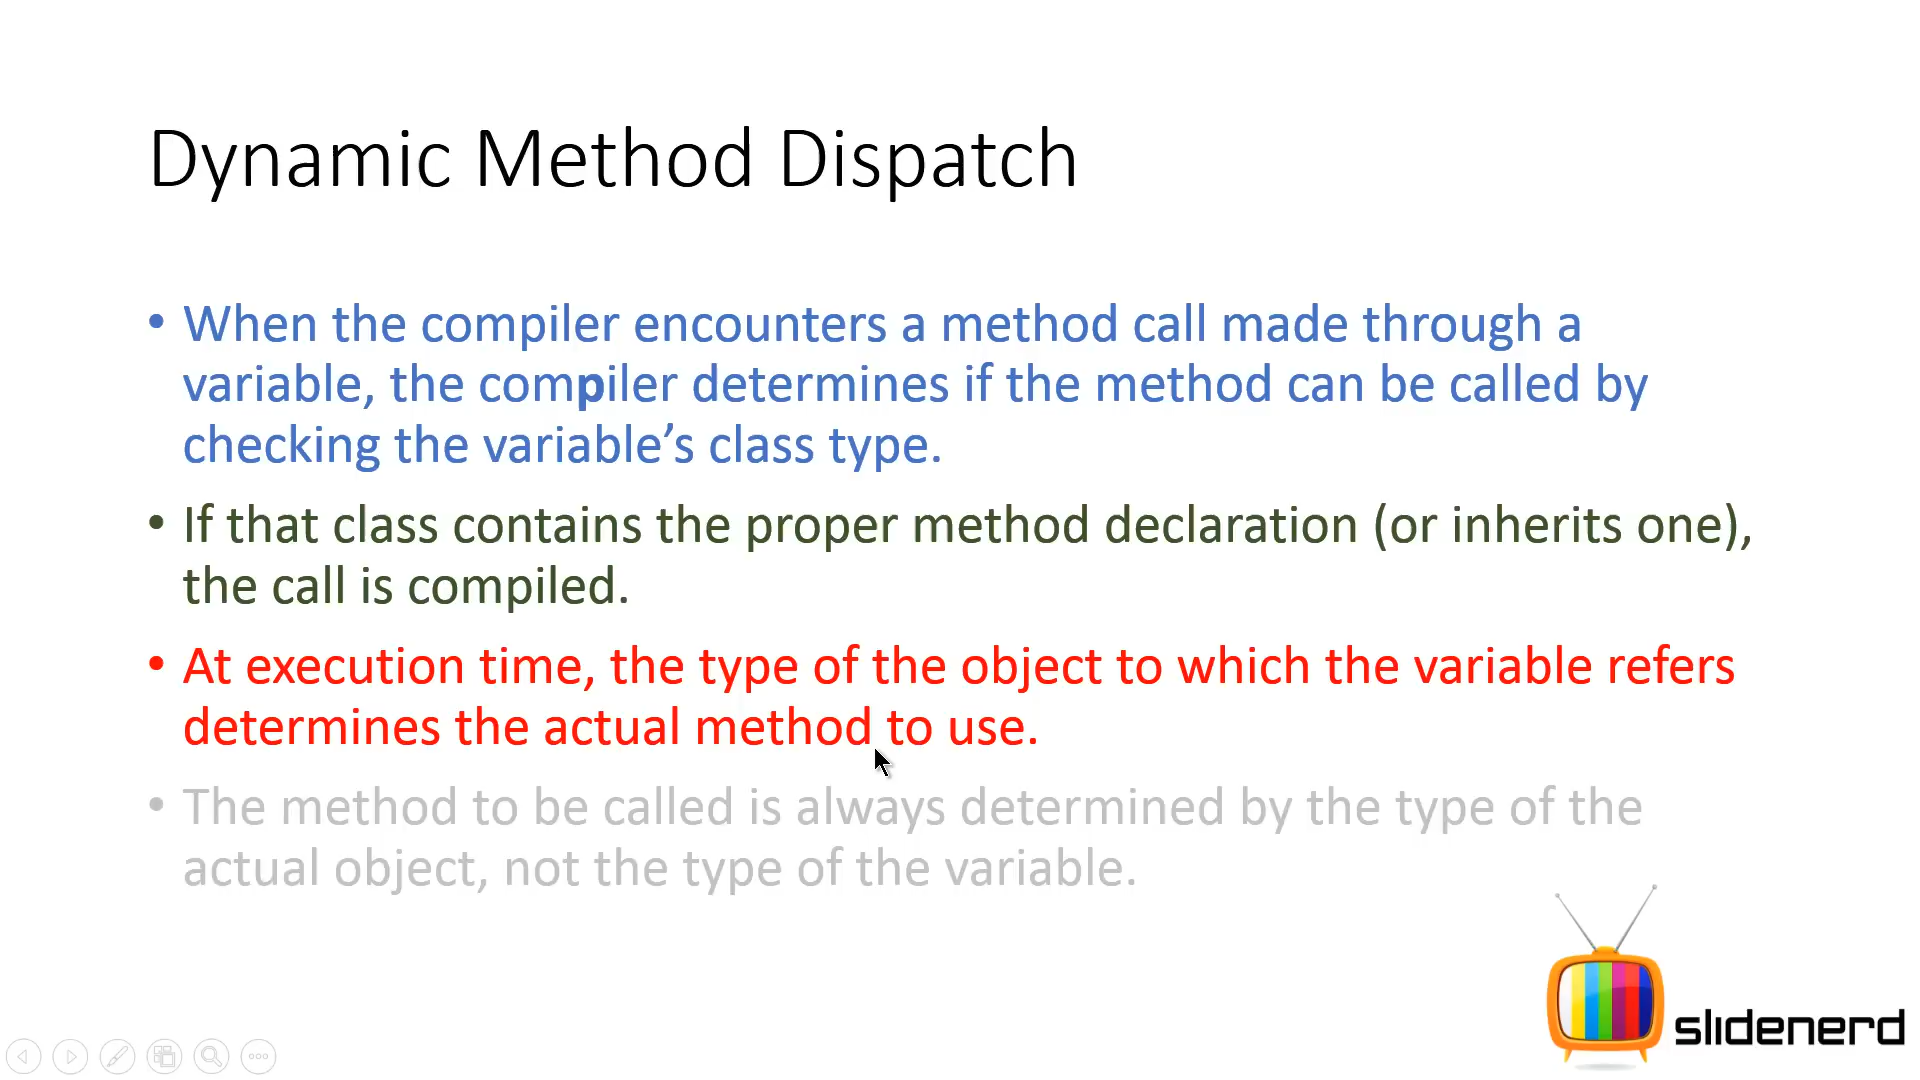 Dynamic Method Dispatch
• When the compiler encounters a method call made through a
variable, the compiler determines if the method can be called by
checking the variable’s class type.
• If that class contains the proper method declaration (or inherits one),
the call is compiled.
• At execution time, the type of the object to which the variable refers
determines the actual method to use.
• The method to be called is always determined by the type of the
actual object, not the type of the variable.
slidenerd